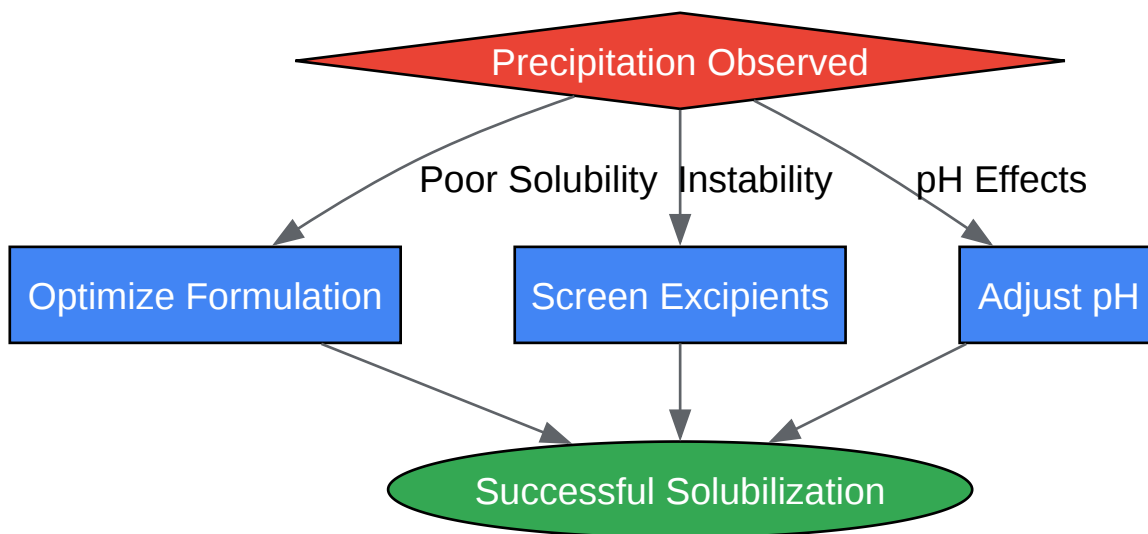 Precipitation Observed
Poor Solubility
Instability
pH Effects
Optimize Formulation
Screen Excipients
Adjust pH
Successful Solubilization